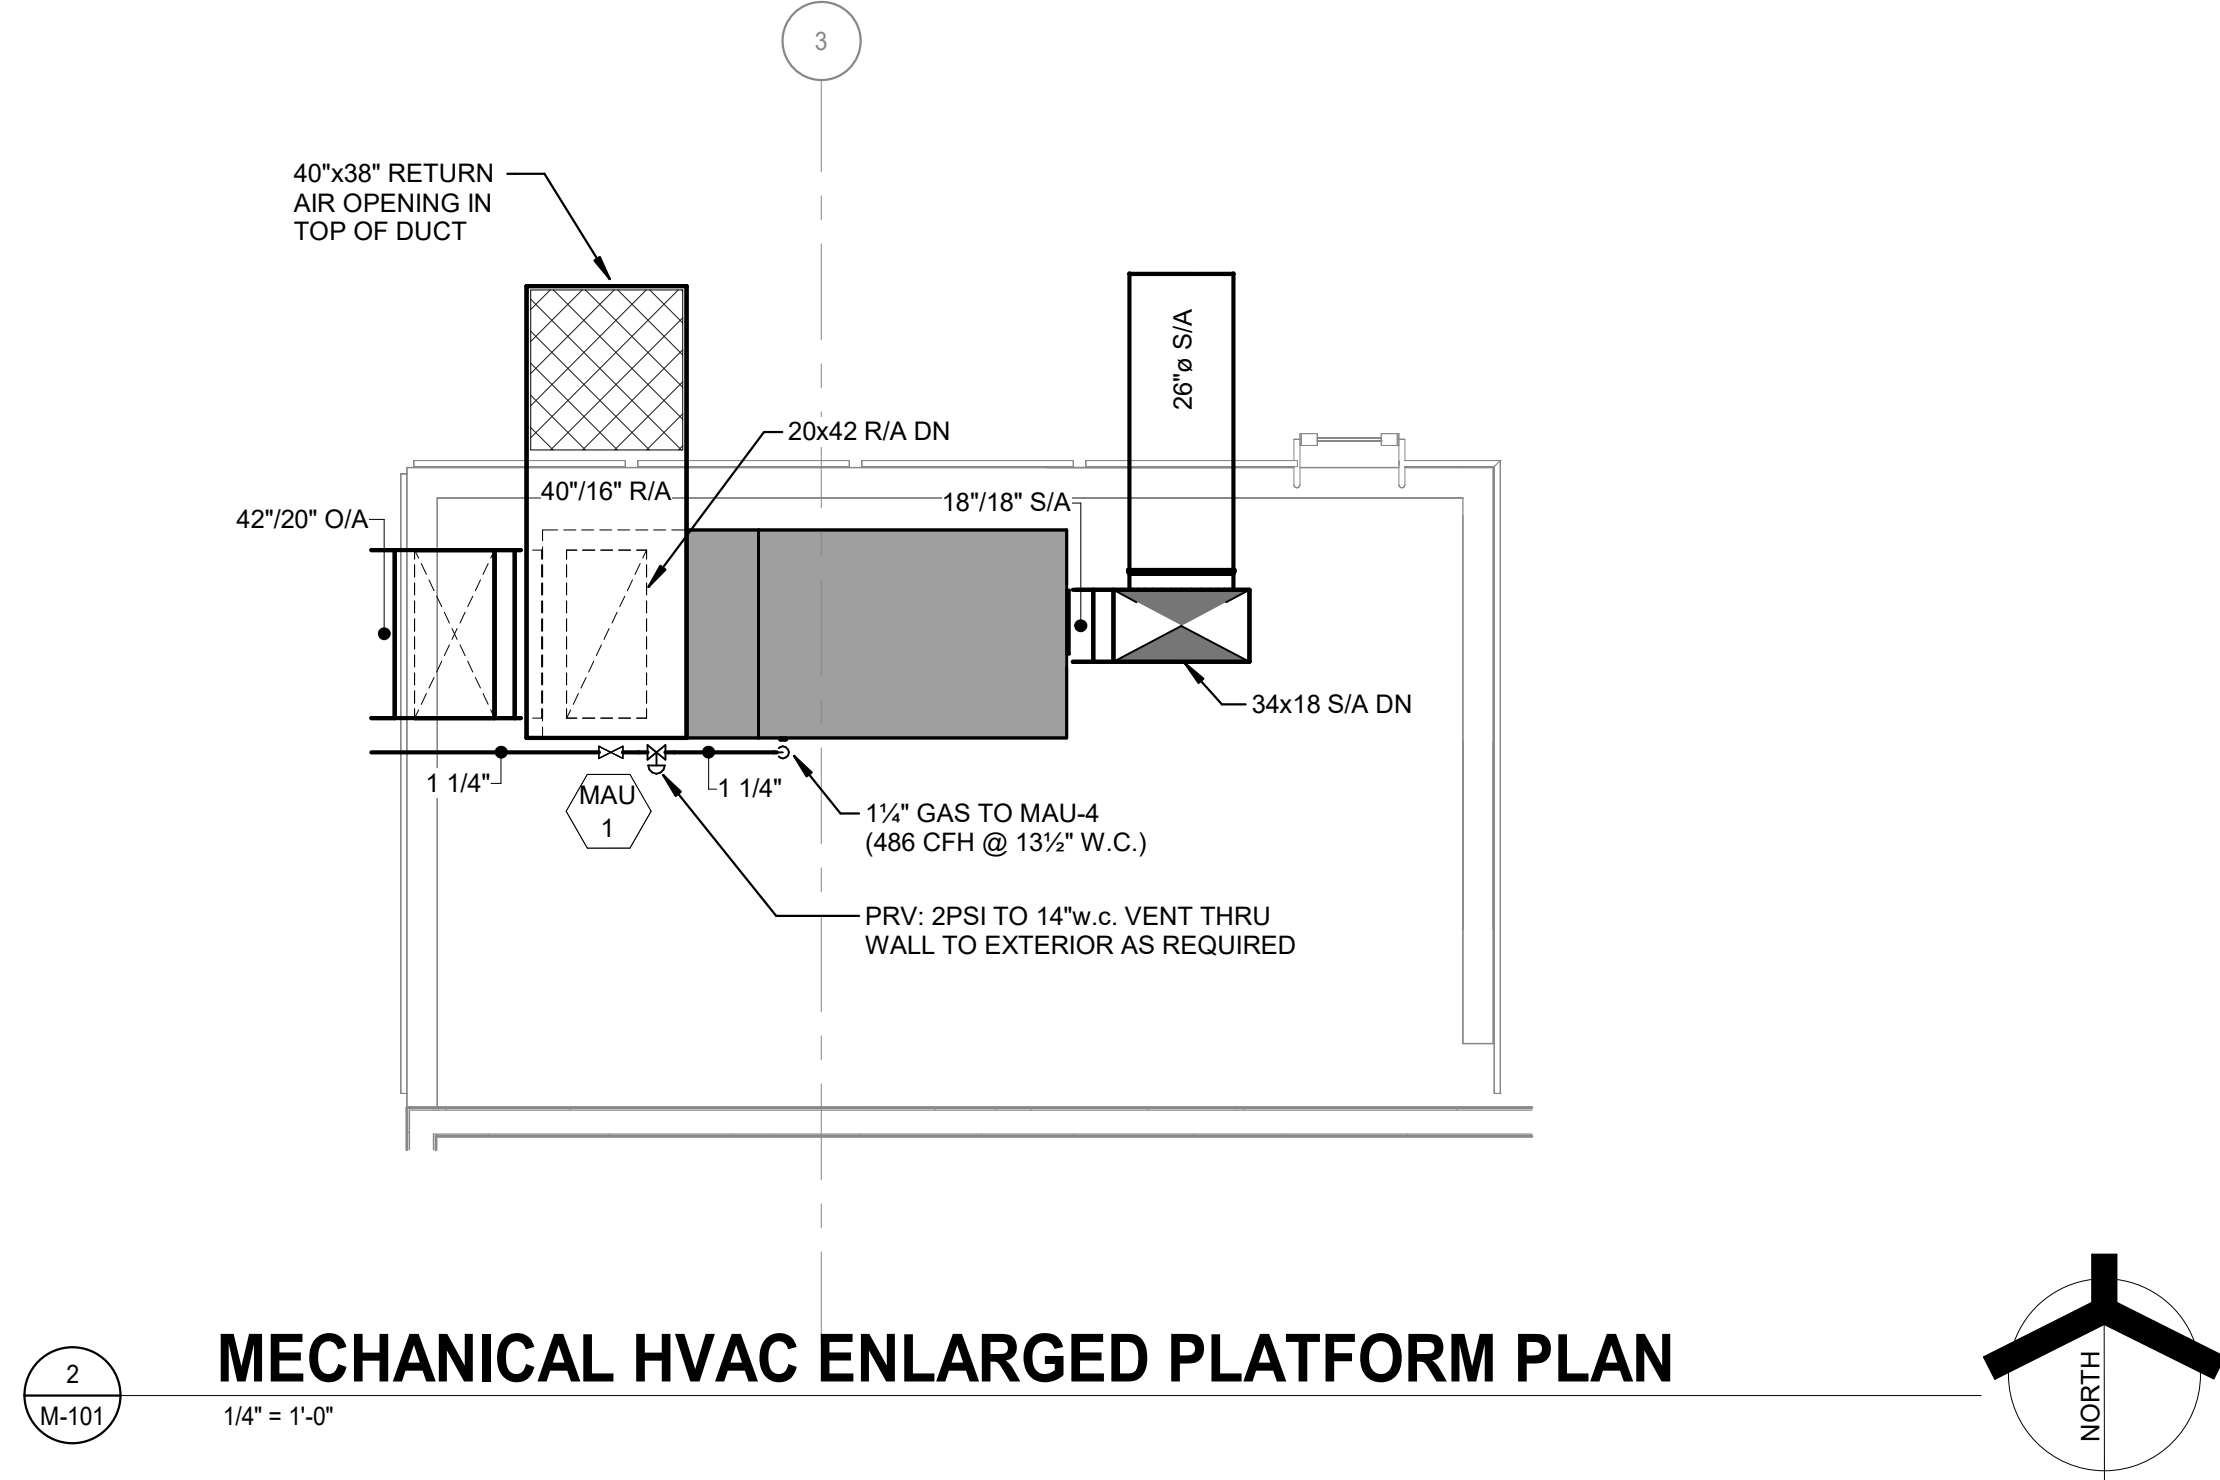 3
40"x38" RETURN
AIR OPENING IN
TOP OF DUCT
26"ø S/A
20x42 R/A DN
40"/16" R/A
18"/18" S/A
42"/20" O/A
34x18 S/A DN
1 1/4"
MAU
1
1 1/4"
1¼" GAS TO MAU-4
(486 CFH @ 13½" W.C.)
PRV: 2PSI TO 14"w.c. VENT THRU
WALL TO EXTERIOR AS REQUIRED
2
M-101
MECHANICAL HVAC ENLARGED PLATFORM PLAN
1/4" = 1'-0"
NORTH